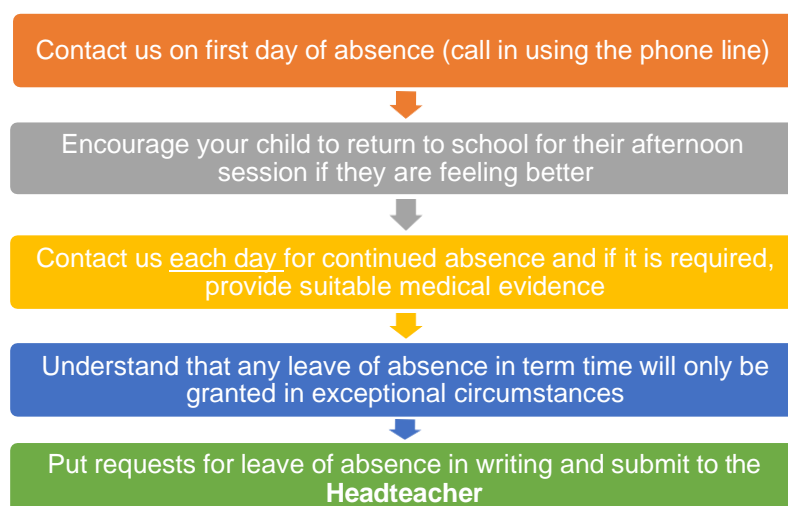 Contact us on first day of absence (call in using the phone line)
Encourage your child to return to school for their afternoon
session if they are feeling better
Contact us each day for continued absence and if it is required,
provide suitable medical evidence
Understand that any leave of absence in term time will only be
granted in exceptional circumstances
Put requests for leave of absence in writing and submit to the
Headteacher